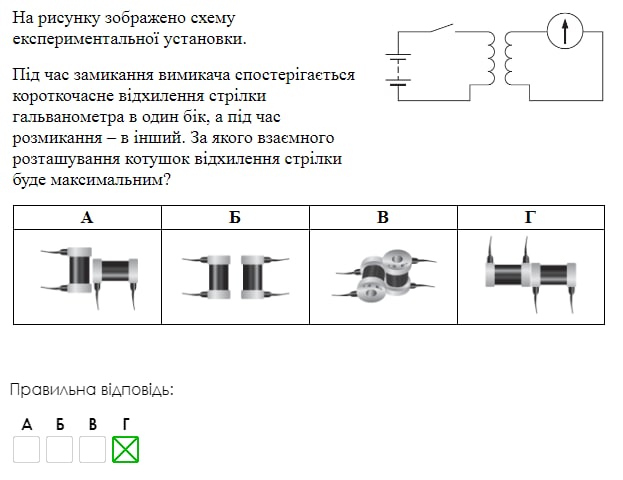 На рисунку зображено схему
експериментальної установки.
Під час замикання вимикача спостерігається
короткочасне відхилення стрілки
гальванометра в один бік, а під час
розмикання – в інший. За якого взаємного
розташування котушок відхилення стрілки
буде максимальним?
А Б В Г
Правильна відповідь:
А Б В Г